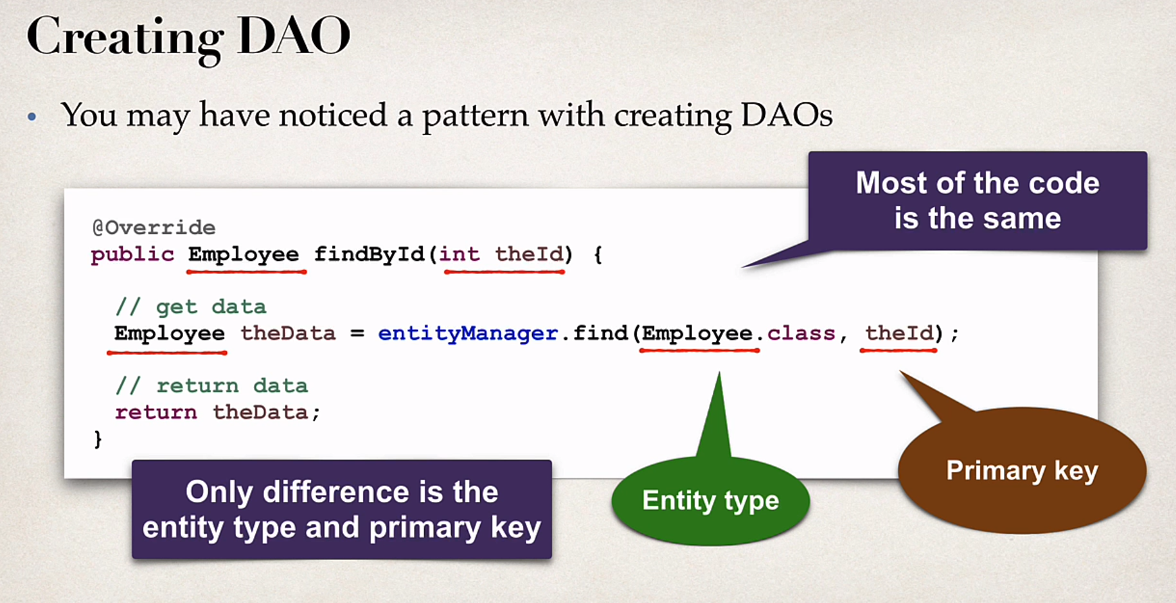 Creating DAO
• You may have noticed a pattern with creating DAOs
Most of the code
is the same
@Override
public Employee findById(int theId) {
// get data
Employee theData = entityManager.find(Employee.class, theId);
// return data
return theData;
}
Only difference is the
entity type and primary key
Entity type
Primary key